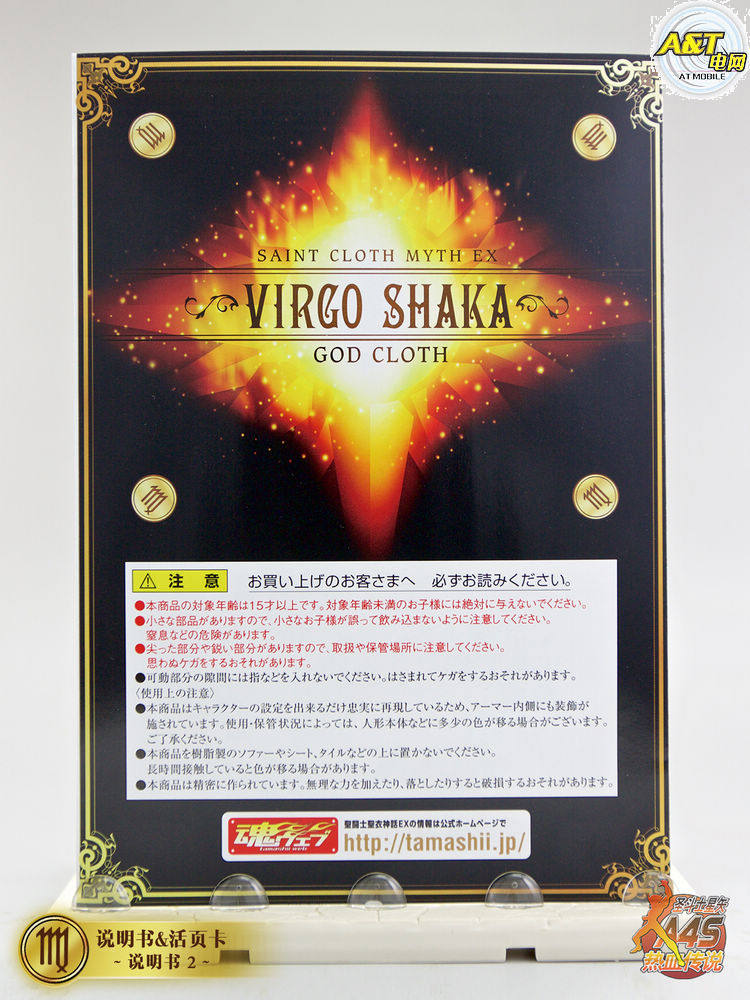 A&T
电网
AT MOBILE
SAINT CLOTH MYTH EX
VIRGO SHAKA
GOD CLOTH
注 意 お買い上げのお客さまへ 必ずお読みください。
●本商品の対象年齢は15才以上です。対象年齢未満のお子様には絶対に与えないでください。
●小さな部品がありますので、小さなお子様が誤って飲み込まないように注意してください。
窒息などの危険があります。
●尖った部分や鋭い部分がありますので、取扱や保管場所に注意してください。
思わぬケガをするおそれがあります。
●可動部分の隙間には指などを入れないでください。はさまれてケガをするおそれがあります。
〈使用上の注意〉
●本商品はキャラクターの設定を出来るだけ忠実に再現しているため、アーマー内側にも装飾が
施されています。使用・保管状況によっては、人形本体などに多少の色が移る場合がございます。
ご了承ください。
●本商品を樹脂製のソファーやシート、タイルなどの上に置かないでください。
長時間接触していると色が移る場合があります。
●本商品は精密に作られています。無理な力を加えたり、落としたりすると破損するおそれがあります。
魂ウェブ
tamashii web
聖闘士聖衣神話EXの情報は公式ホームページで
http://tamashii.jp/
说明书&活页卡
~ 说明书 2 ~
圣斗士星矢
A4S
热血传说